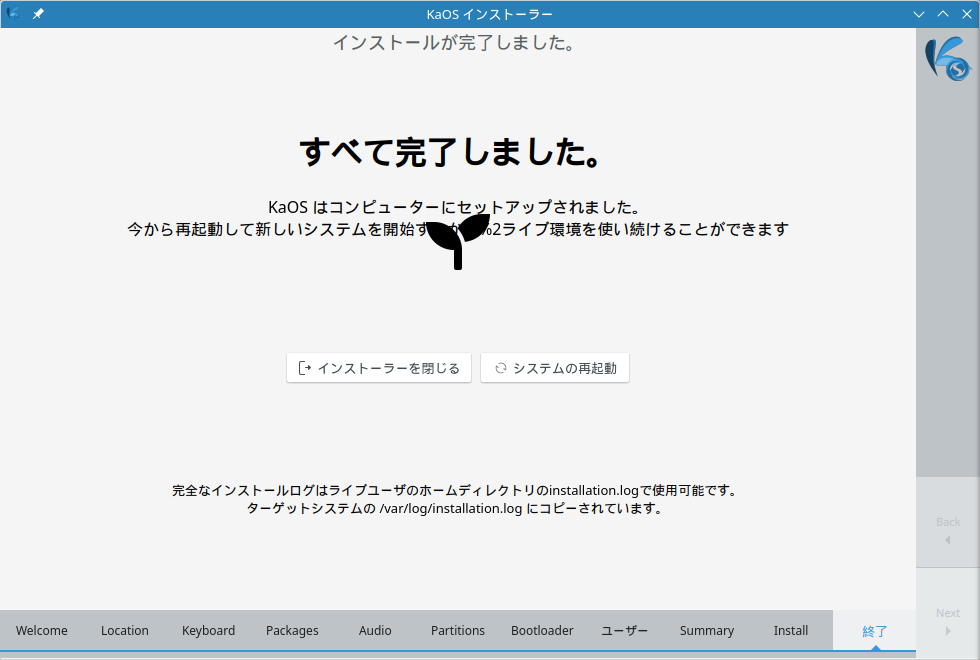 KaOS インストーラー
インストールが完了しました。
すべて完了しました。
KaOS はコンピューターにセットアップされました。
今から再起動して新しいシステムを開始す %2ライブ環境を使い続けることができます
インストーラーを閉じる
システムの再起動
完全なインストールログはライブユーザのホームディレクトリのinstallation.logで使用可能です。
ターゲットシステムの /var/log/installation.log にコピーされています。
Back
Next
Welcome Location Keyboard Packages Audio Partitions Bootloader ユーザー Summary Install 終了